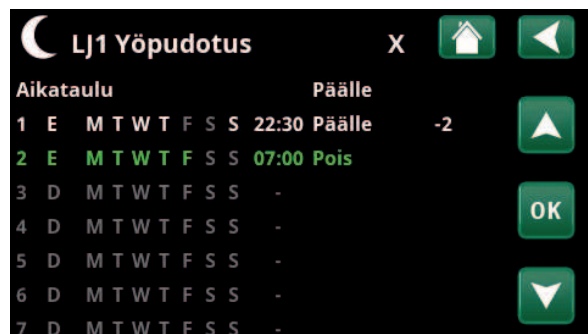 LJ1 Yöpudotus X
Aikataulu Päälle
1 E M T W T F S S 22:30 Päälle -2
2 E M T W T F S S 07:00 Pois
3 D M T W T F S S -
4 D M T W T F S S -
OK
5 D M T W T F S S -
6 D M T W T F S S -
7 D M T W T F S S -